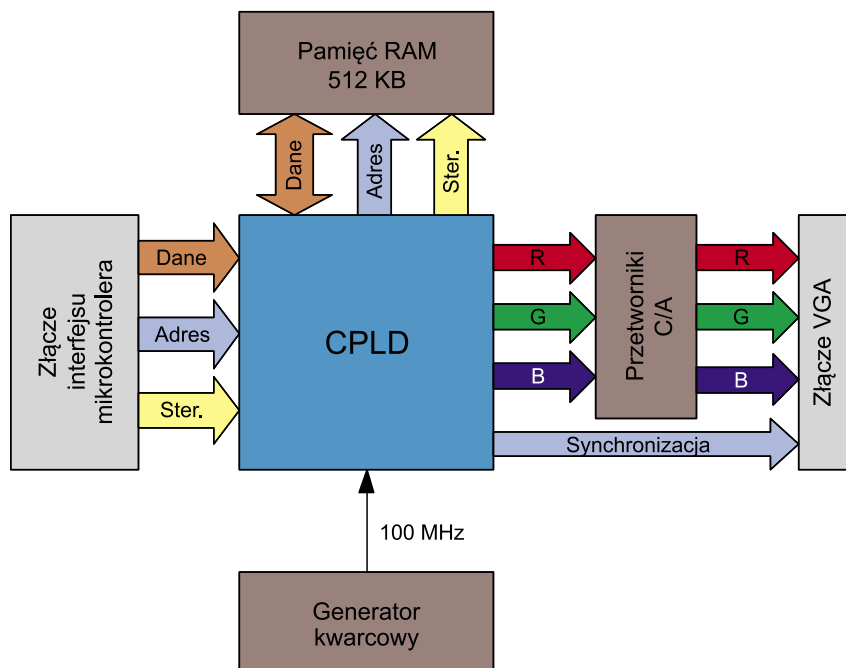 Pamięć RAM
512 KB
Dane
Adres
Ster.
Złącze
interfejsu
mikrokontrolera
Dane
Adres
Ster.
CPLD
R
G
B
Przetworniki
C/A
R
G
B
Synchronizacja
Złącze VGA
100 MHz
Generator
kwarcowy